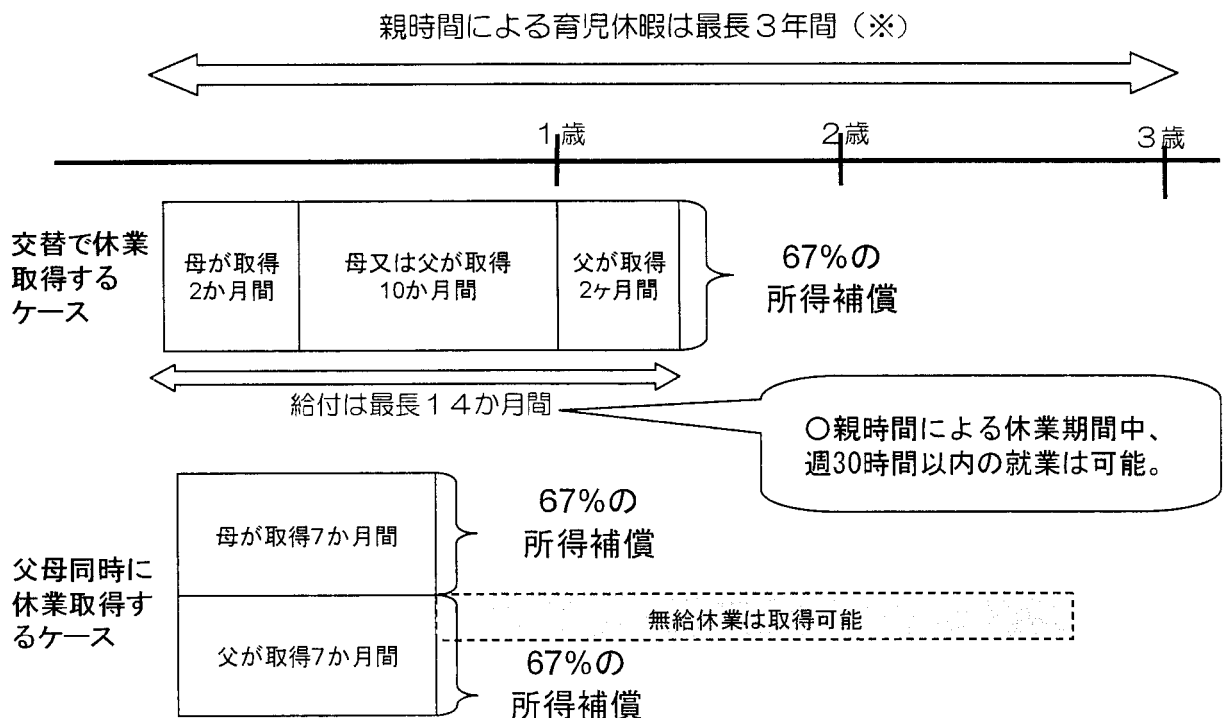 親時間による育児休暇は最長３年間（※）
１歳
２歳
３歳
交替で休業
取得する
ケース
母が取得
2か月間
母又は父が取得
10か月間
父が取得
2ヶ月間
67%の
所得補償
給付は最長１４か月間
○親時間による休業期間中、
週30時間以内の就業は可能。
父母同時に
休業取得す
るケース
母が取得7か月間
67%の
所得補償
無給休業は取得可能
父が取得7か月間
67%の
所得補償